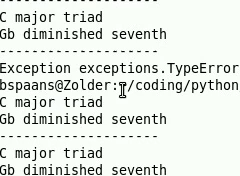 --------------------
C major triad
Gb diminished seventh
--------------------
Exception exceptions.TypeError
bspaans@Zolder:~/coding/python
C major triad
Gb diminished seventh
--------------------
C major triad
Gb diminished seventh